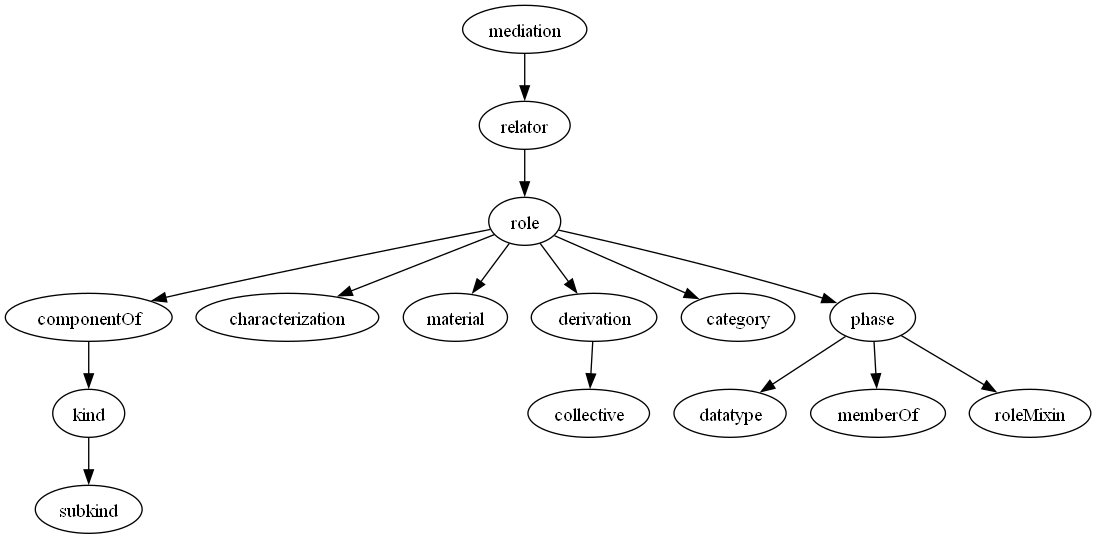 mediation
relator
role
componentOf
characterization
material
derivation
category
phase
kind
collective
datatype
memberOf
roleMixin
subkind